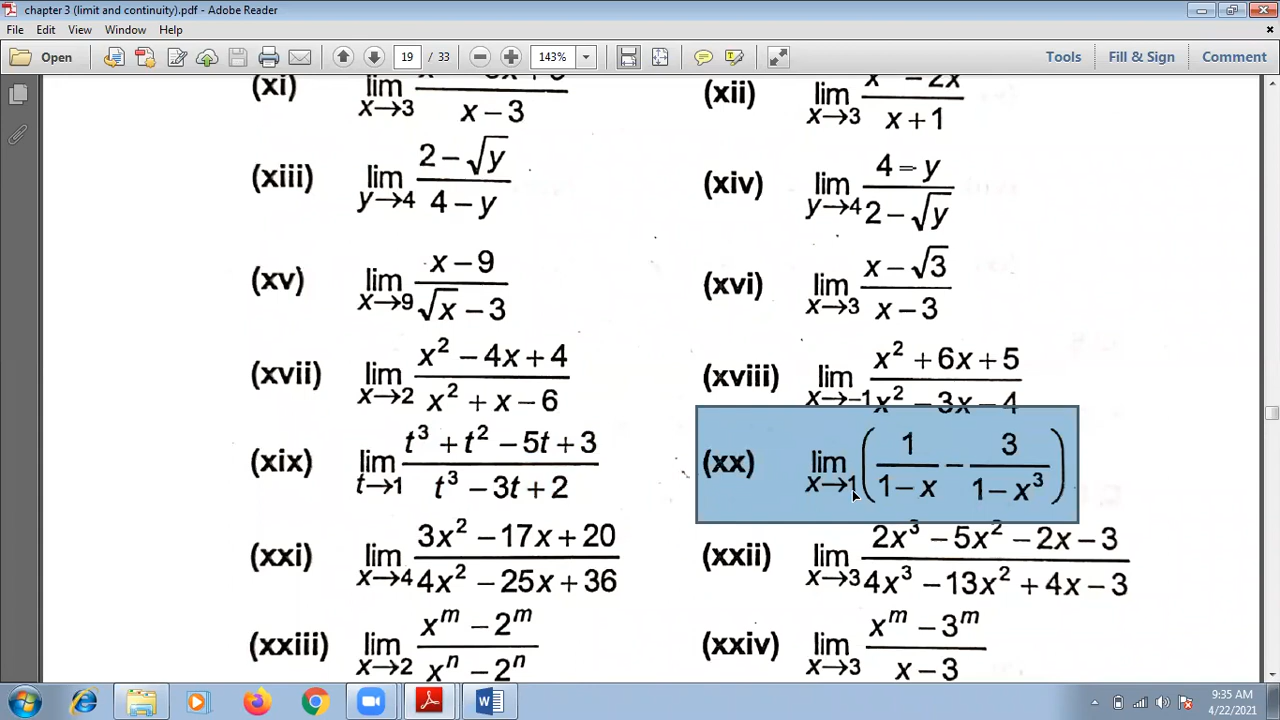 chapter 3 (limit and continuity).pdf - Adobe Reader
File Edit View Window Help
Open 19 / 33 143% Tools Fill & Sign Comment
(xi) lim x→3 / x − 3
(xii) lim x→3 x − 2x / x + 1
(xiii) lim y→4 2 − √y / 4 − y
(xiv) lim y→4 4 − y / 2 − √y
(xv) lim x→9 x − 9 / √x − 3
(xvi) lim x→3 x − √3 / x − 3
(xvii) lim x→2 x² − 4x + 4 / x² + x − 6
(xviii) lim x→−1 x² + 6x + 5 / x² − 3x − 4
(xix) lim t→1 t³ + t² − 5t + 3 / t³ − 3t + 2
(xx) lim x→1 (1 / 1 − x − 3 / 1 − x³)
(xxi) lim x→4 3x² − 17x + 20 / 4x² − 25x + 36
(xxii) lim x→3 2x³ − 5x² − 2x − 3 / 4x³ − 13x² + 4x − 3
(xxiii) lim x→2 xᵐ − 2ᵐ / xⁿ − 2ⁿ
(xxiv) lim x→3 xᵐ − 3ᵐ / x − 3
9:35 AM
4/22/2021